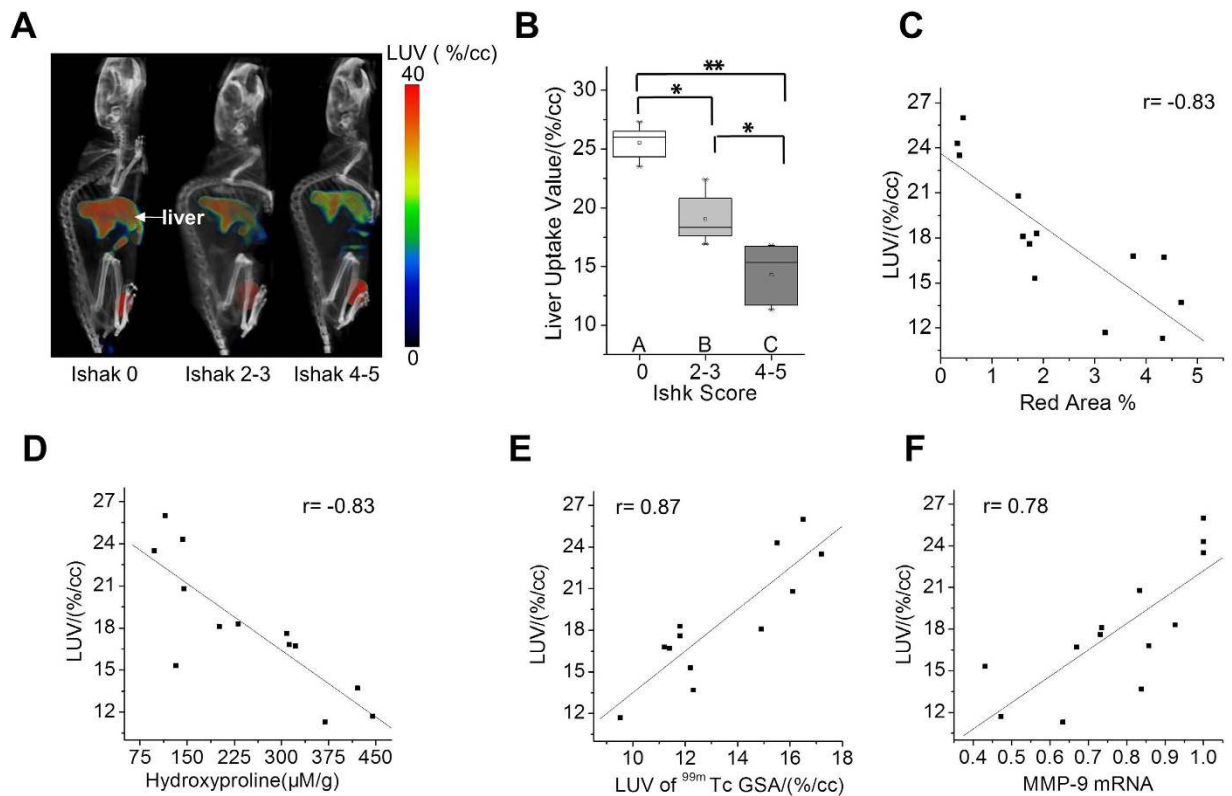 A
LUV ( %/cc)
40
0
liver
Ishak 0
Ishak 2-3
Ishak 4-5
B
Liver Uptake Value/(%/cc)
30
25
20
15
10
**
*
*
A
B
C
0
2-3
4-5
Ishk Score
C
r= -0.83
LUV/(%/cc)
27
24
21
18
15
12
0
1
2
3
4
5
Red Area %
D
r= -0.83
LUV/(%/cc)
27
24
21
18
15
12
75
150
225
300
375
450
Hydroxyproline(µM/g)
E
r= 0.87
LUV/(%/cc)
27
24
21
18
15
12
10
12
14
16
18
LUV of ⁹⁹ᵐ Tc GSA/(%/cc)
F
r= 0.78
LUV/(%/cc)
27
24
21
18
15
12
0.4
0.5
0.6
0.7
0.8
0.9
1.0
MMP-9 mRNA